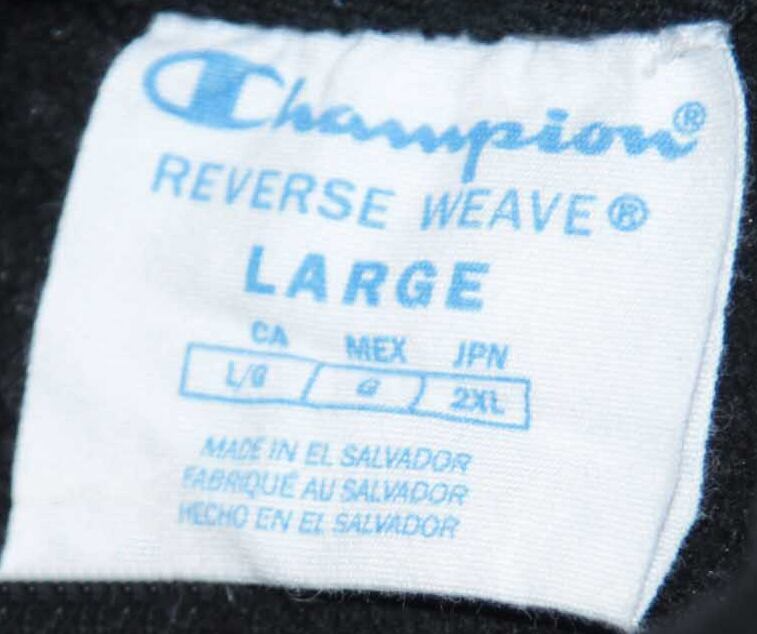 Champion®
REVERSE WEAVE®
LARGE
CA MEX JPN
L/G G 2XL
MADE IN EL SALVADOR
FABRIQUÉ AU SALVADOR
HECHO EN EL SALVADOR